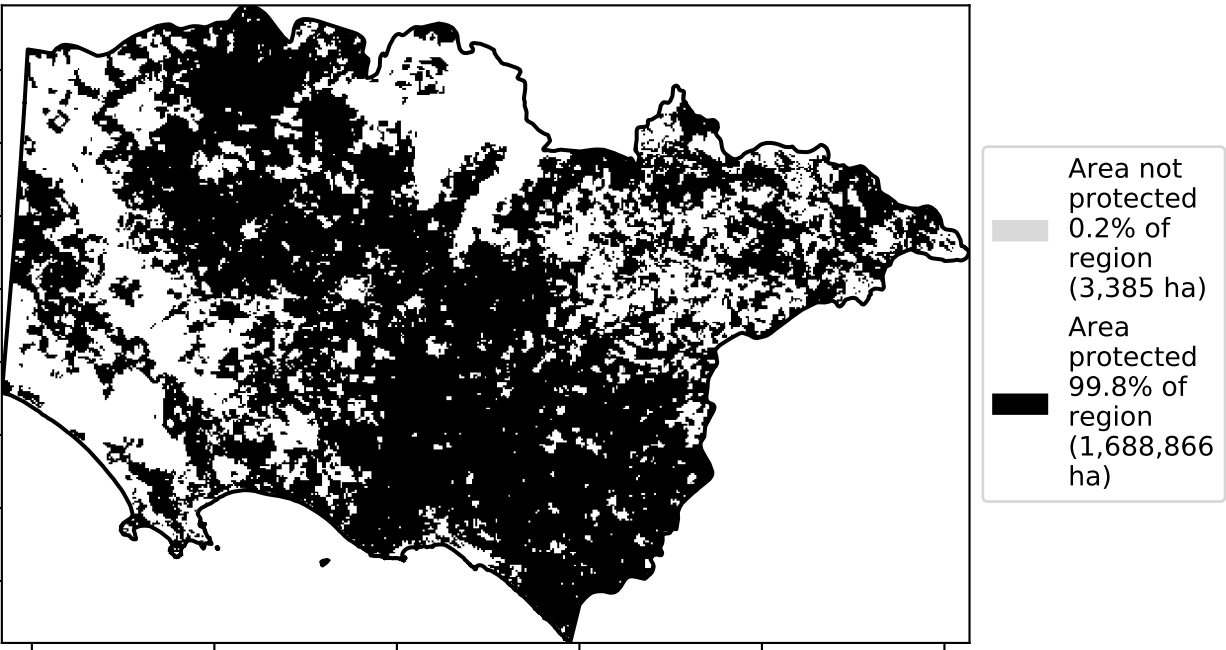 Area not
protected
0.2% of
region
(3,385 ha)
Area
protected
99.8% of
region
(1,688,866
ha)